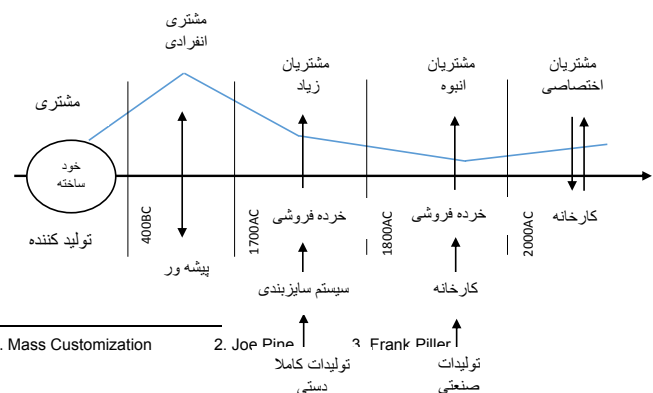 مشتری
انفرادی
مشتریان
زیاد
مشتریان
انبوه
مشتریان
اختصاصی
مشتری
خود
ساخته
تولید کننده
400BC
پیشه ور
1700AC
خرده فروشی
1800AC
خرده فروشی
2000AC
کارخانه
سیستم سایزبندی
کارخانه
. Mass Customization 2. Joe Pine 3. Frank Piller
تولیدات کاملا
دستی
تولیدات
صنعتی